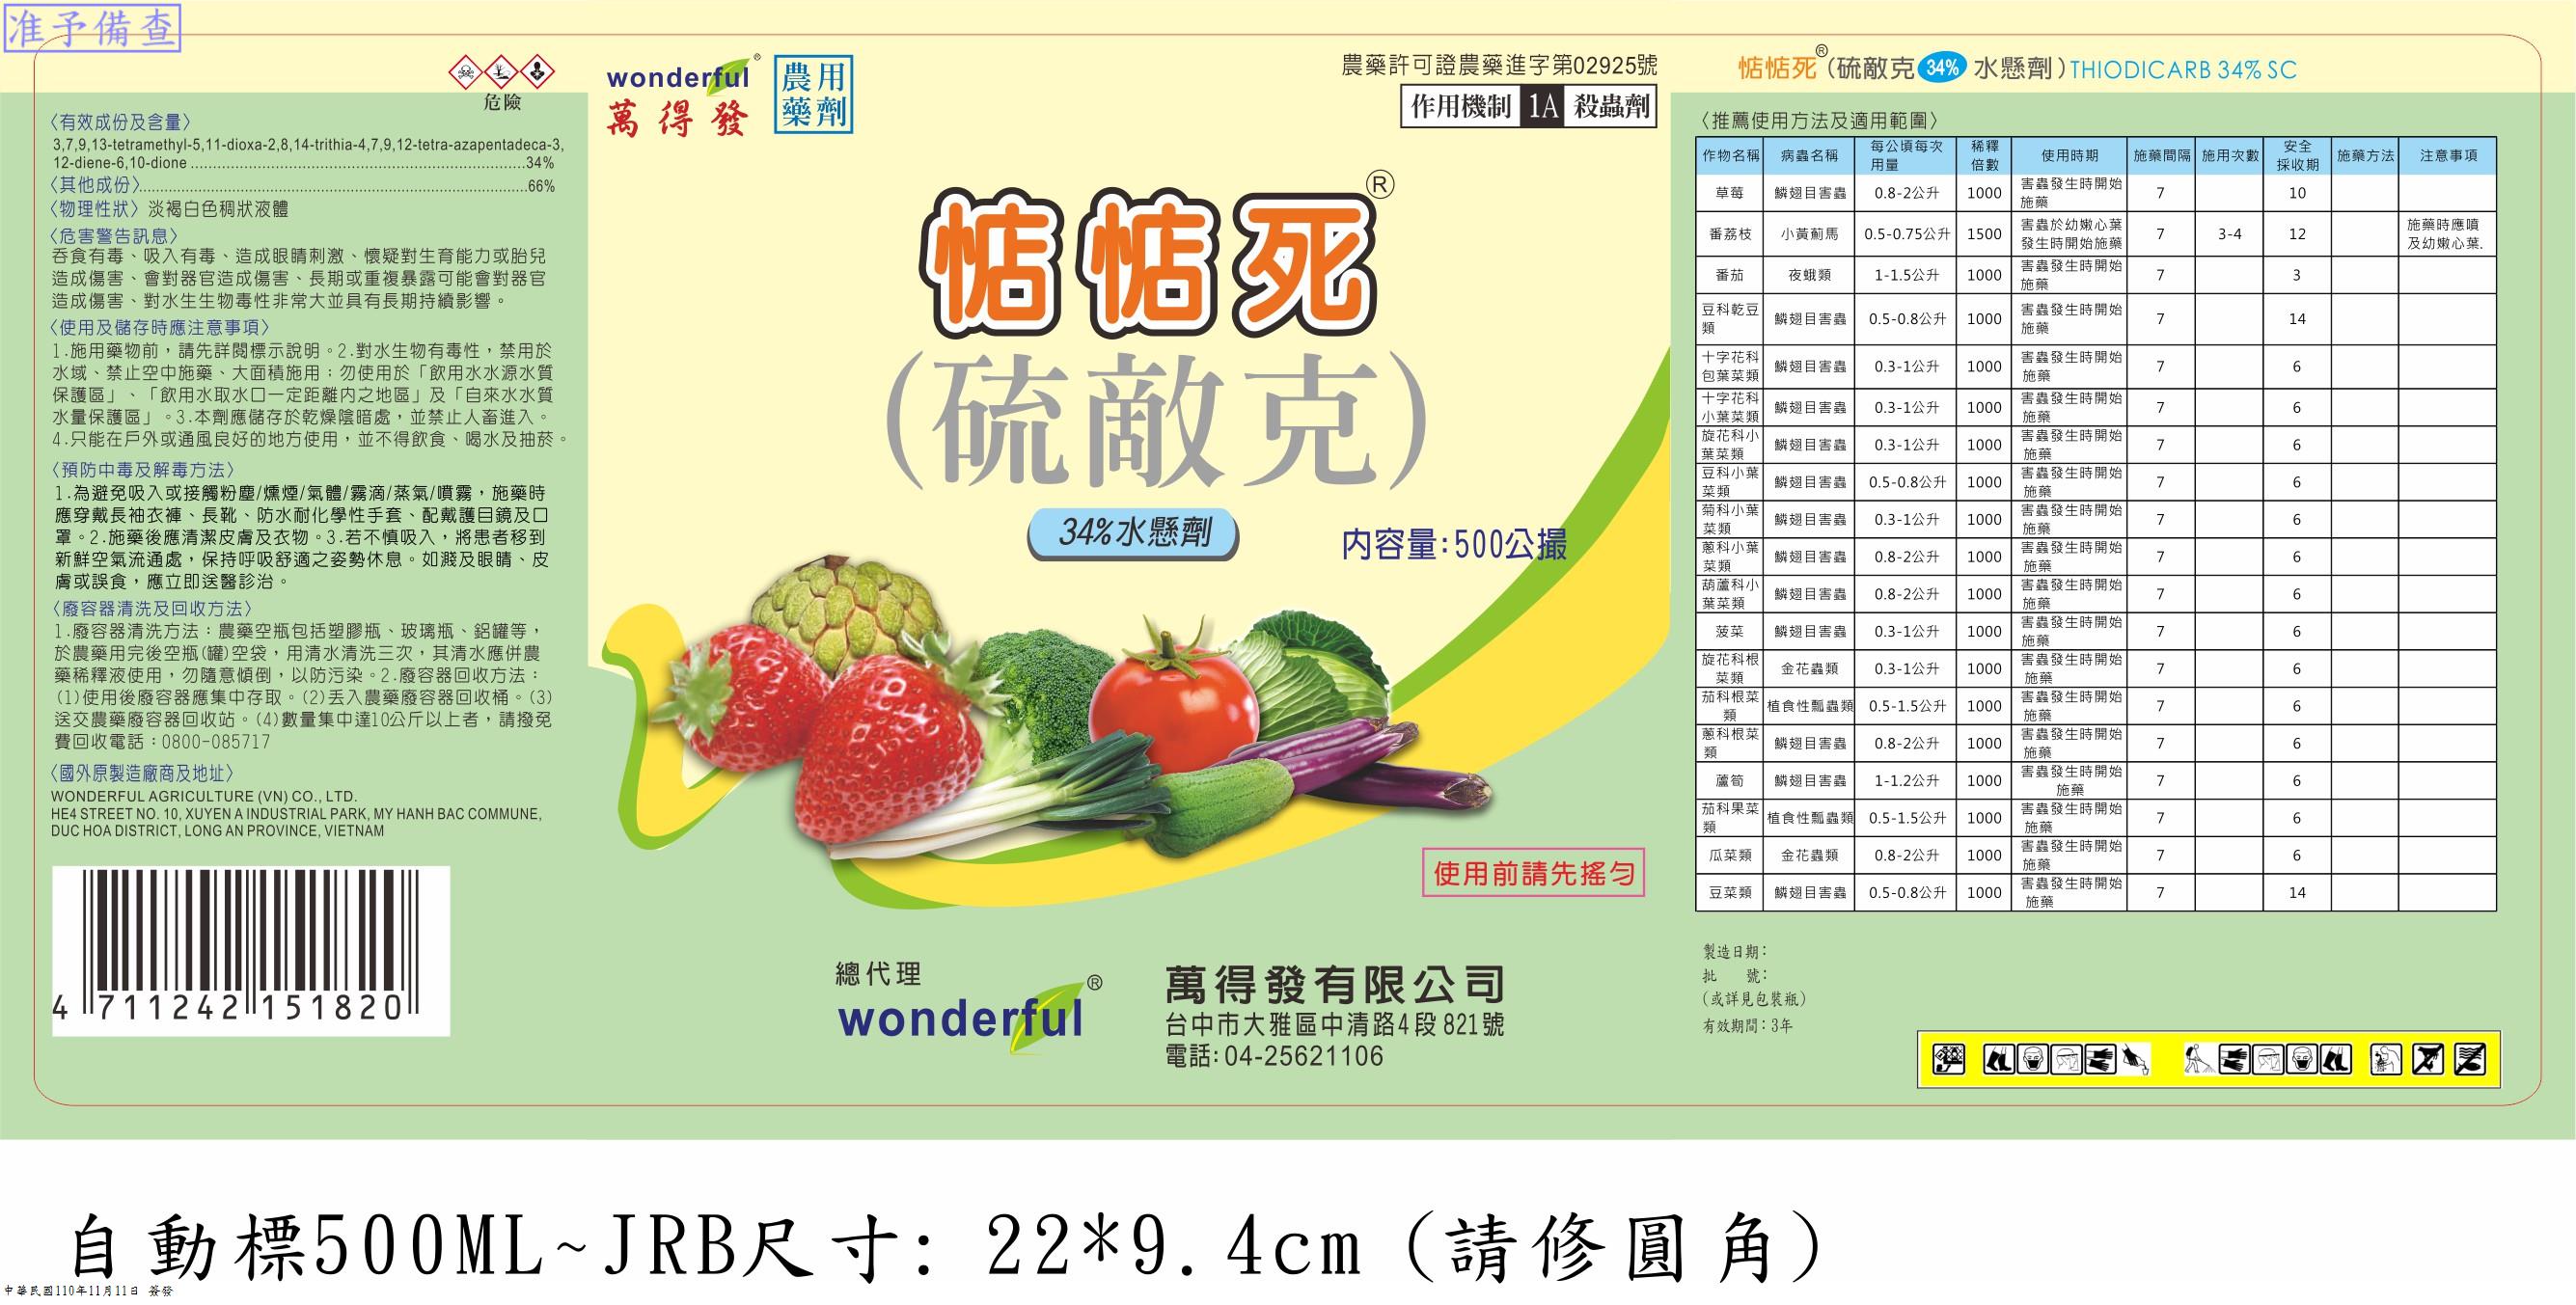 准予備查
危險
〈有效成份及含量〉
3,7,9,13-tetramethyl-5,11-dioxa-2,8,14-trithia-4,7,9,12-tetra-azapentadeca-3,
12-diene-6,10-dione ...........................................................................34%
〈其他成份〉.......................................................................................66%
〈物理性狀〉淡褐白色稠狀液體
〈危害警告訊息〉
吞食有毒、吸入有毒、造成眼睛刺激、懷疑對生育能力或胎兒
造成傷害、會對器官造成傷害、長期或重複暴露可能會對器官
造成傷害、對水生生物毒性非常大並具有長期持續影響。
〈使用及儲存時應注意事項〉
1.施用藥物前，請先詳閱標示說明。2.對水生物有毒性，禁用於
水域、禁止空中施藥、大面積施用；勿使用於「飲用水水源水質
保護區」、「飲用水取水口一定距離內之地區」及「自來水水質
水量保護區」。3.本劑應儲存於乾燥陰暗處，並禁止人畜進入。
4.只能在戶外或通風良好的地方使用，並不得飲食、喝水及抽菸。
〈預防中毒及解毒方法〉
1.為避免吸入或接觸粉塵/燻煙/氣體/霧滴/蒸氣/噴霧，施藥時
應穿戴長袖衣褲、長靴、防水耐化學性手套、配戴護目鏡及口
罩。2.施藥後應清潔皮膚及衣物。3.若不慎吸入，將患者移到
新鮮空氣流通處，保持呼吸舒適之姿勢休息。如濺及眼睛、皮
膚或誤食，應立即送醫診治。
〈廢容器清洗及回收方法〉
1.廢容器清洗方法：農藥空瓶包括塑膠瓶、玻璃瓶、鋁罐等，
於農藥用完後空瓶(罐)空袋，用清水清洗三次，其清水應併農
藥稀釋液使用，勿隨意傾倒，以防污染。2.廢容器回收方法：
(1)使用後廢容器應集中存取。(2)丟入農藥廢容器回收桶。(3)
送交農藥廢容器回收站。(4)數量集中達10公斤以上者，請撥免
費回收電話：0800-085717
〈國外原製造廠商及地址〉
WONDERFUL AGRICULTURE (VN) CO., LTD.
HE4 STREET NO. 10, XUYEN A INDUSTRIAL PARK, MY HANH BAC COMMUNE,
DUC HOA DISTRICT, LONG AN PROVINCE, VIETNAM
4 711242 151820
wonderful®
萬得發
農用
藥劑
農藥許可證農藥進字第02925號
作用機制 1A 殺蟲劑
惦惦死®
(硫敵克)
34%水懸劑
內容量:500公撮
使用前請先搖勻
總代理
wonderful®
萬得發有限公司
台中市大雅區中清路4段821號
電話:04-25621106
惦惦死®(硫敵克34%水懸劑)THIODICARB 34% SC
〈推薦使用方法及適用範圍〉
作物名稱 病蟲名稱 每公頃每次用量 稀釋倍數 使用時期 施藥間隔 施用次數 安全採收期 施藥方法 注意事項
草莓 鱗翅目害蟲 0.8-2公升 1000 害蟲發生時開始施藥 7 10
番荔枝 小黃薊馬 0.5-0.75公升 1500 害蟲於幼嫩心葉發生時開始施藥 7 3-4 12 施藥時應噴及幼嫩心葉.
番茄 夜蛾類 1-1.5公升 1000 害蟲發生時開始施藥 7 3
豆科乾豆類 鱗翅目害蟲 0.5-0.8公升 1000 害蟲發生時開始施藥 7 14
十字花科包葉菜類 鱗翅目害蟲 0.3-1公升 1000 害蟲發生時開始施藥 7 6
十字花科小葉菜類 鱗翅目害蟲 0.3-1公升 1000 害蟲發生時開始施藥 7 6
旋花科小葉菜類 鱗翅目害蟲 0.3-1公升 1000 害蟲發生時開始施藥 7 6
豆科小葉菜類 鱗翅目害蟲 0.5-0.8公升 1000 害蟲發生時開始施藥 7 6
菊科小葉菜類 鱗翅目害蟲 0.3-1公升 1000 害蟲發生時開始施藥 7 6
蔥科小葉菜類 鱗翅目害蟲 0.8-2公升 1000 害蟲發生時開始施藥 7 6
葫蘆科小葉菜類 鱗翅目害蟲 0.8-2公升 1000 害蟲發生時開始施藥 7 6
菠菜 鱗翅目害蟲 0.3-1公升 1000 害蟲發生時開始施藥 7 6
旋花科根菜類 金花蟲類 0.3-1公升 1000 害蟲發生時開始施藥 7 6
茄科根菜類 植食性瓢蟲類 0.5-1.5公升 1000 害蟲發生時開始施藥 7 6
蔥科根菜類 鱗翅目害蟲 0.8-2公升 1000 害蟲發生時開始施藥 7 6
蘆筍 鱗翅目害蟲 1-1.2公升 1000 害蟲發生時開始施藥 7 6
茄科果菜類 植食性瓢蟲類 0.5-1.5公升 1000 害蟲發生時開始施藥 7 6
瓜菜類 金花蟲類 0.8-2公升 1000 害蟲發生時開始施藥 7 6
豆菜類 鱗翅目害蟲 0.5-0.8公升 1000 害蟲發生時開始施藥 7 14
製造日期：
批　號：
(或詳見包裝瓶)
有效期間：3年
自動標500ML~JRB尺寸: 22*9.4cm (請修圓角)
中華民國110年11月11日 簽發